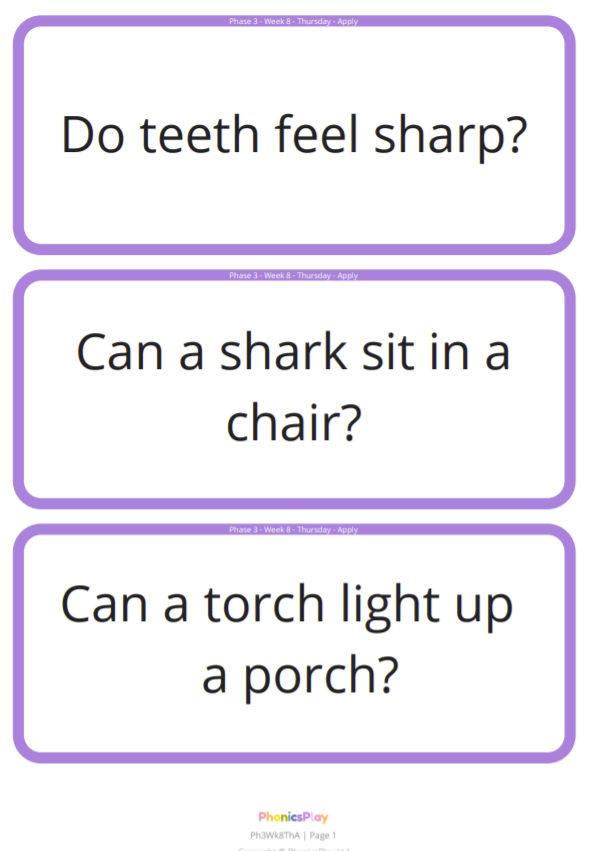 Phase 3 - Week 8 - Thursday - Apply
Do teeth feel sharp?
Phase 3 - Week 8 - Thursday - Apply
Can a shark sit in a
chair?
Phase 3 - Week 8 - Thursday - Apply
Can a torch light up
a porch?
PhonicsPlay
Ph3Wk8ThA | Page 1
Copyright © PhonicsPlay Ltd